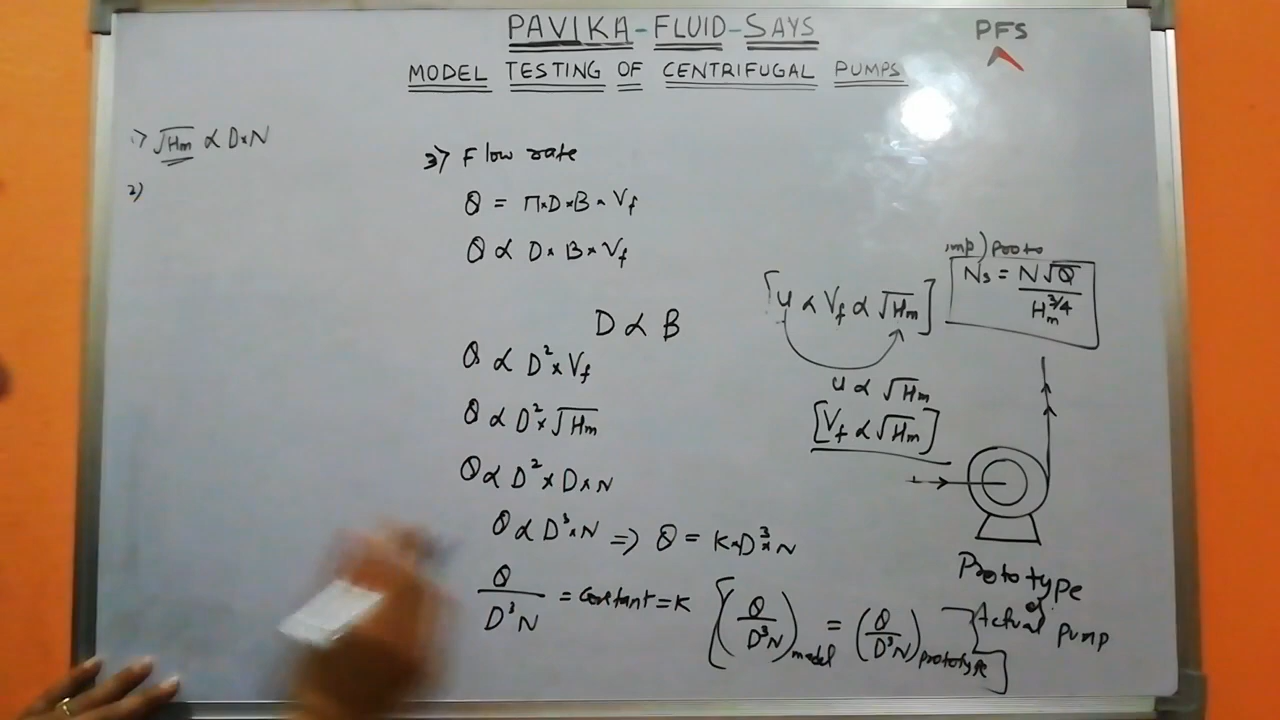 PAVIKA-FLUID-SAYS
PFS
MODEL TESTING OF CENTRIFUGAL PUMPS
1) √Hm ∝ D×N
2)
3) Flow rate
Q = π×D×B×Vf
Q ∝ D×B×Vf
D ∝ B
Q ∝ D²×Vf
Q ∝ D²×√Hm
Q ∝ D²×D×N
Q ∝ D³×N ⇒ Q = K×D³×N
Q/D³N = constant = K
[(Q/D³N)model = (Q/D³N)prototype]
[u ∝ Vf ∝ √Hm]
u ∝ √Hm
[Vf ∝ √Hm]
imp) proto
Ns = N√Q/Hm^3/4
Prototype
or
Actual pump